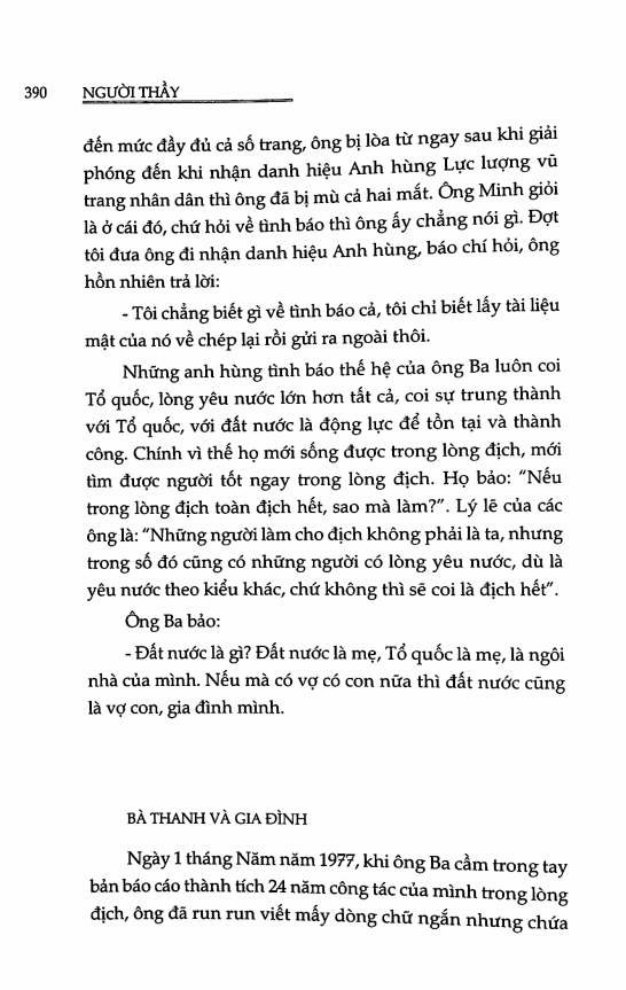 390 NGƯỜI THẦY
đến mức đầy đủ cả số trang, ông bị lòa từ ngay sau khi giải
phóng đến khi nhận danh hiệu Anh hùng Lực lượng vũ
trang nhân dân thì ông đã bị mù cả hai mắt. Ông Minh giỏi
là ở cái đó, chứ hỏi về tình báo thì ông ấy chẳng nói gì. Đợt
tôi đưa ông đi nhận danh hiệu Anh hùng, báo chí hỏi, ông
hồn nhiên trả lời:
- Tôi chẳng biết gì về tình báo cả, tôi chỉ biết lấy tài liệu
mật của nó về chép lại rồi gửi ra ngoài thôi.
Những anh hùng tình báo thế hệ của ông Ba luôn coi
Tổ quốc, lòng yêu nước lớn hơn tất cả, coi sự trung thành
với Tổ quốc, với đất nước là động lực để tồn tại và thành
công. Chính vì thế họ mới sống được trong lòng địch, mới
tìm được người tốt ngay trong lòng địch. Họ bảo: “Nếu
trong lòng địch toàn địch hết, sao mà làm?”. Lý lẽ của các
ông là: “Những người làm cho địch không phải là ta, nhưng
trong số đó cũng có những người có lòng yêu nước, dù là
yêu nước theo kiểu khác, chứ không thì sẽ coi là địch hết”.
Ông Ba bảo:
- Đất nước là gì? Đất nước là mẹ, Tổ quốc là mẹ, là ngôi
nhà của mình. Nếu mà có vợ có con nữa thì đất nước cũng
là vợ con, gia đình mình.
BÀ THANH VÀ GIA ĐÌNH
Ngày 1 tháng Năm năm 1977, khi ông Ba cầm trong tay
bản báo cáo thành tích 24 năm công tác của mình trong lòng
địch, ông đã run run viết mấy dòng chữ ngắn nhưng chứa